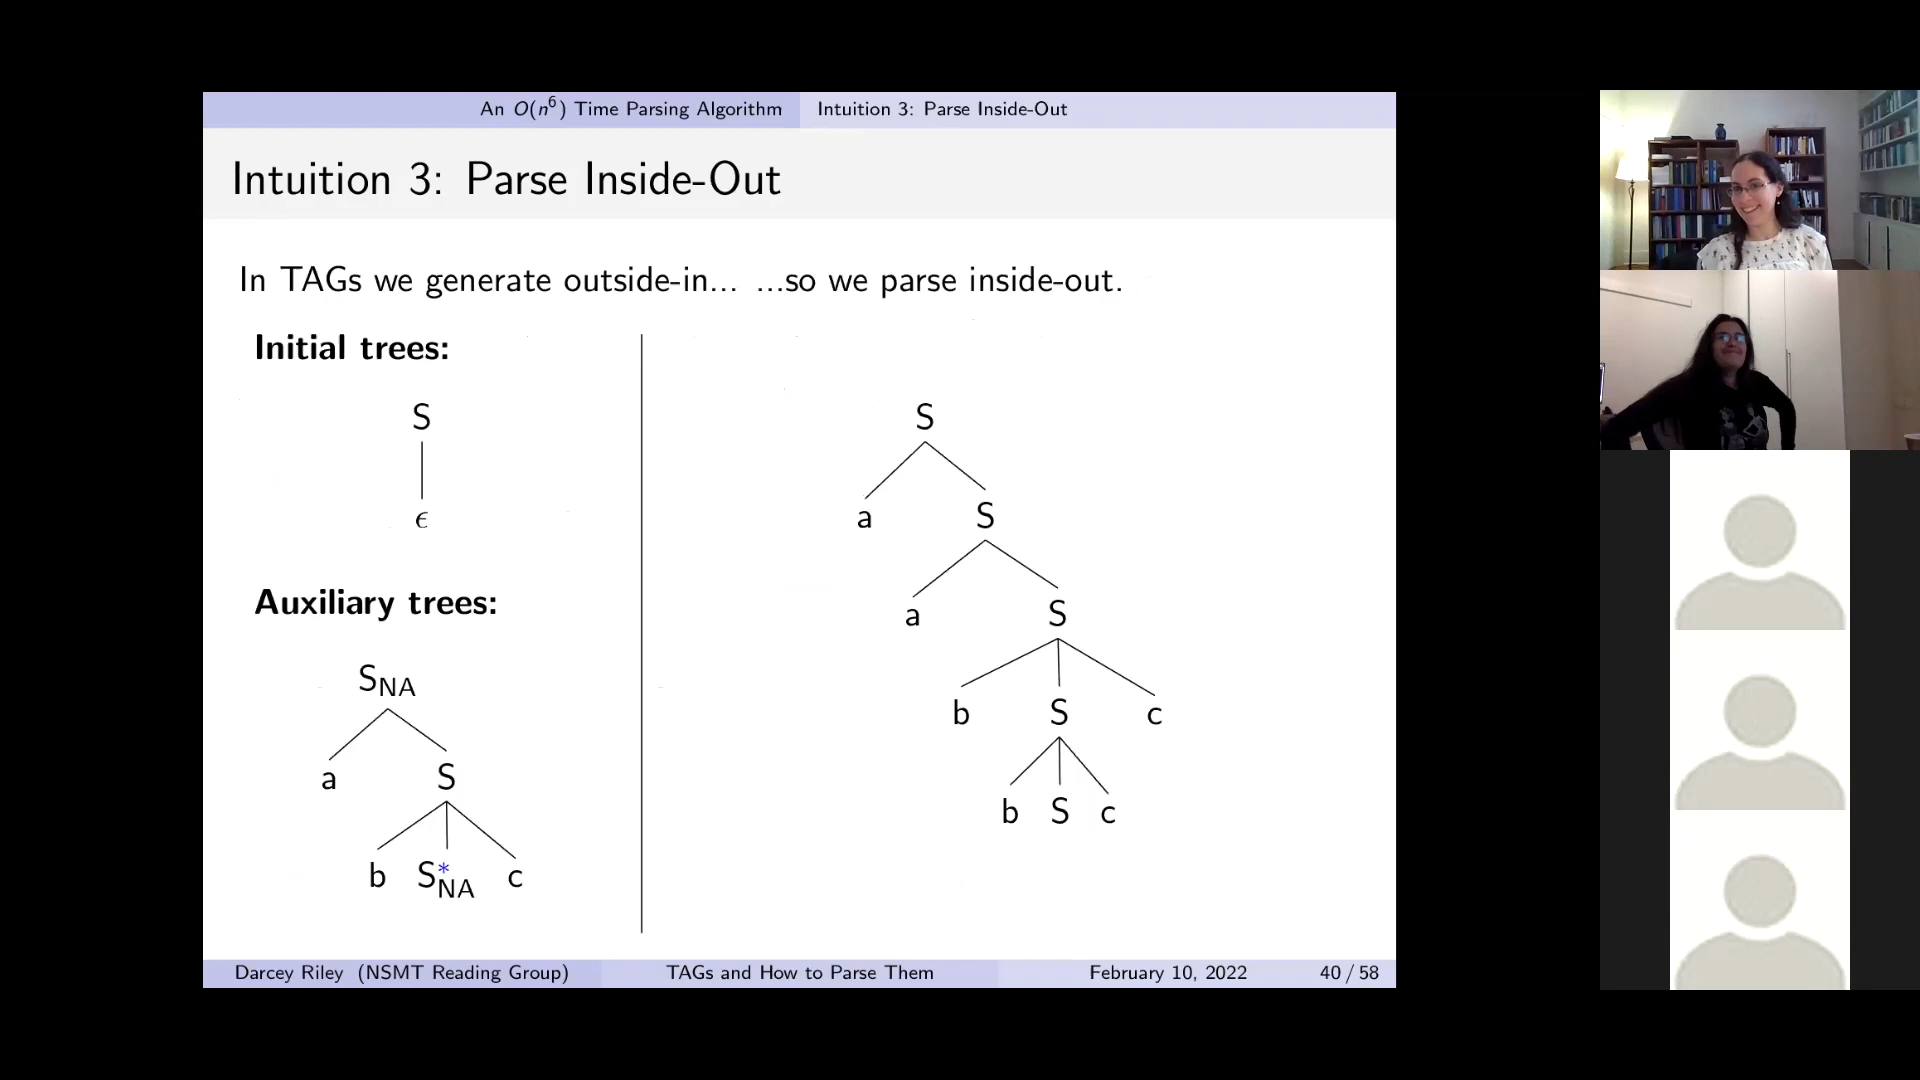 An O(n⁶) Time Parsing Algorithm Intuition 3: Parse Inside-Out
Intuition 3: Parse Inside-Out
In TAGs we generate outside-in... ...so we parse inside-out.
Initial trees:
S
ϵ
Auxiliary trees:
S_NA
a S
b S*_NA c
S
a S
a S
b S c
b S c
Darcey Riley (NSMT Reading Group) TAGs and How to Parse Them February 10, 2022 40 / 58